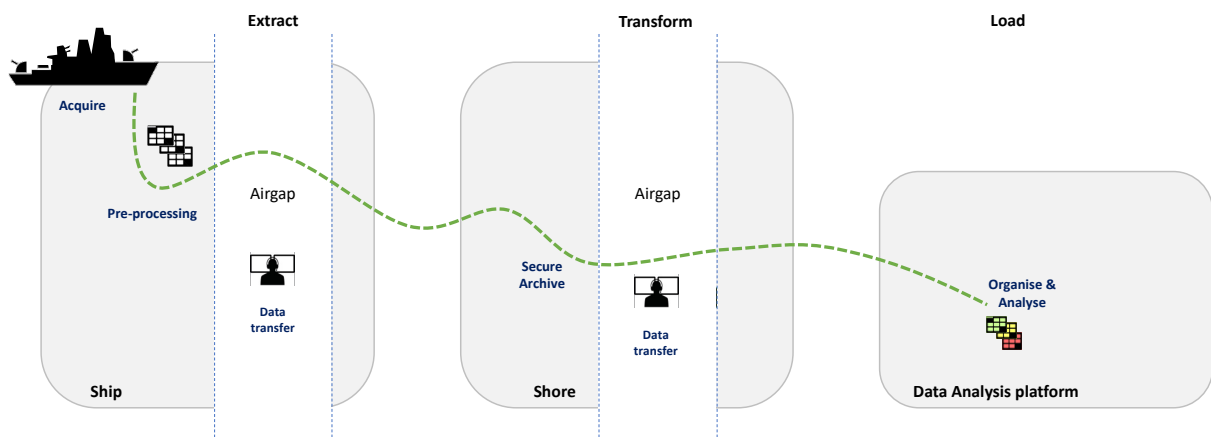 Extract
Transform
Load
Acquire
Pre-processing
Airgap
Data
transfer
Ship
Airgap
Secure
Archive
Data
transfer
Shore
Organise &
Analyse
Data Analysis platform